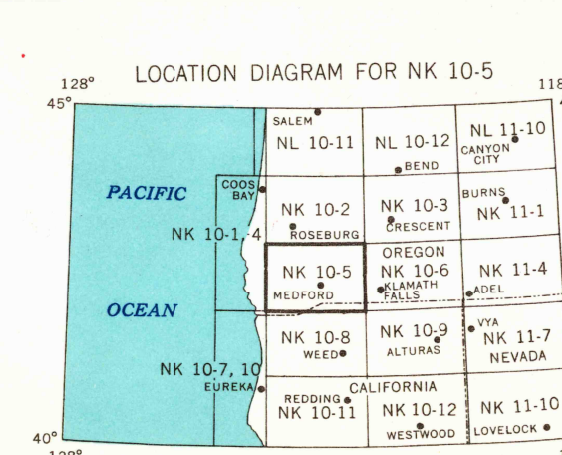 LOCATION DIAGRAM FOR NK 10-5
128°
118
45°
SALEM
NL 10-11
NL 10-12
BEND
NL 11-10
CANYON
CITY
PACIFIC
COOS
BAY
NK 10-1, 4
NK 10-2
ROSEBURG
NK 10-3
CRESCENT
BURNS
NK 11-1
OREGON
NK 10-5
MEDFORD
NK 10-6
KLAMATH
FALLS
NK 11-4
ADEL
OCEAN
NK 10-8
WEED
NK 10-9
ALTURAS
VYA
NK 11-7
NEVADA
NK 10-7, 10
EUREKA
CALIFORNIA
REDDING
NK 10-11
NK 10-12
WESTWOOD
NK 11-10
LOVELOCK
40°